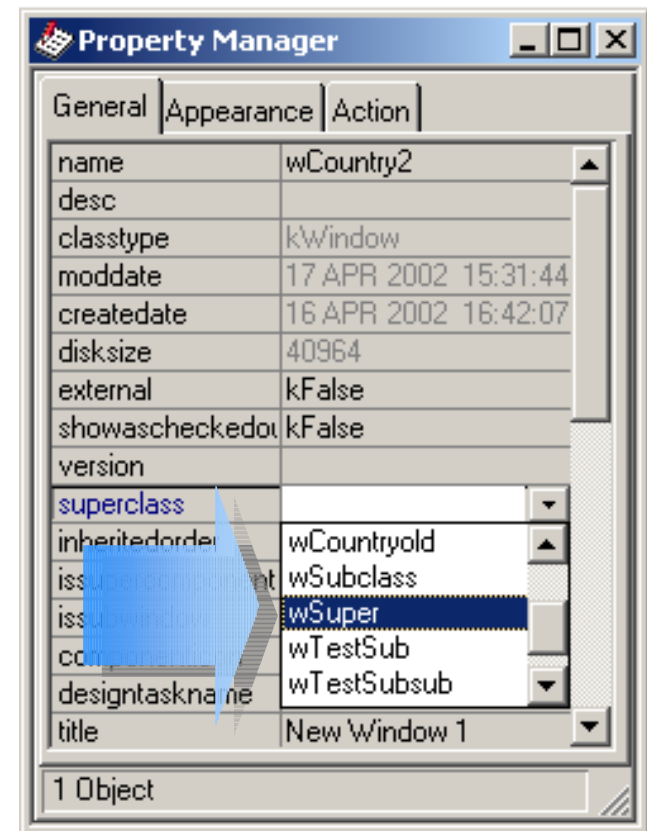 Property Manager
General Appearance Action
name wCountry2
desc
classtype kWindow
moddate 17 APR 2002 15:31:44
createdate 16 APR 2002 16:42:07
disksize 40964
external kFalse
showascheckedou kFalse
version
superclass
inheritedorder wCountryold
wSubclass
wSuper
wTestSub
designtaskname wTestSubsub
title New Window 1
1 Object